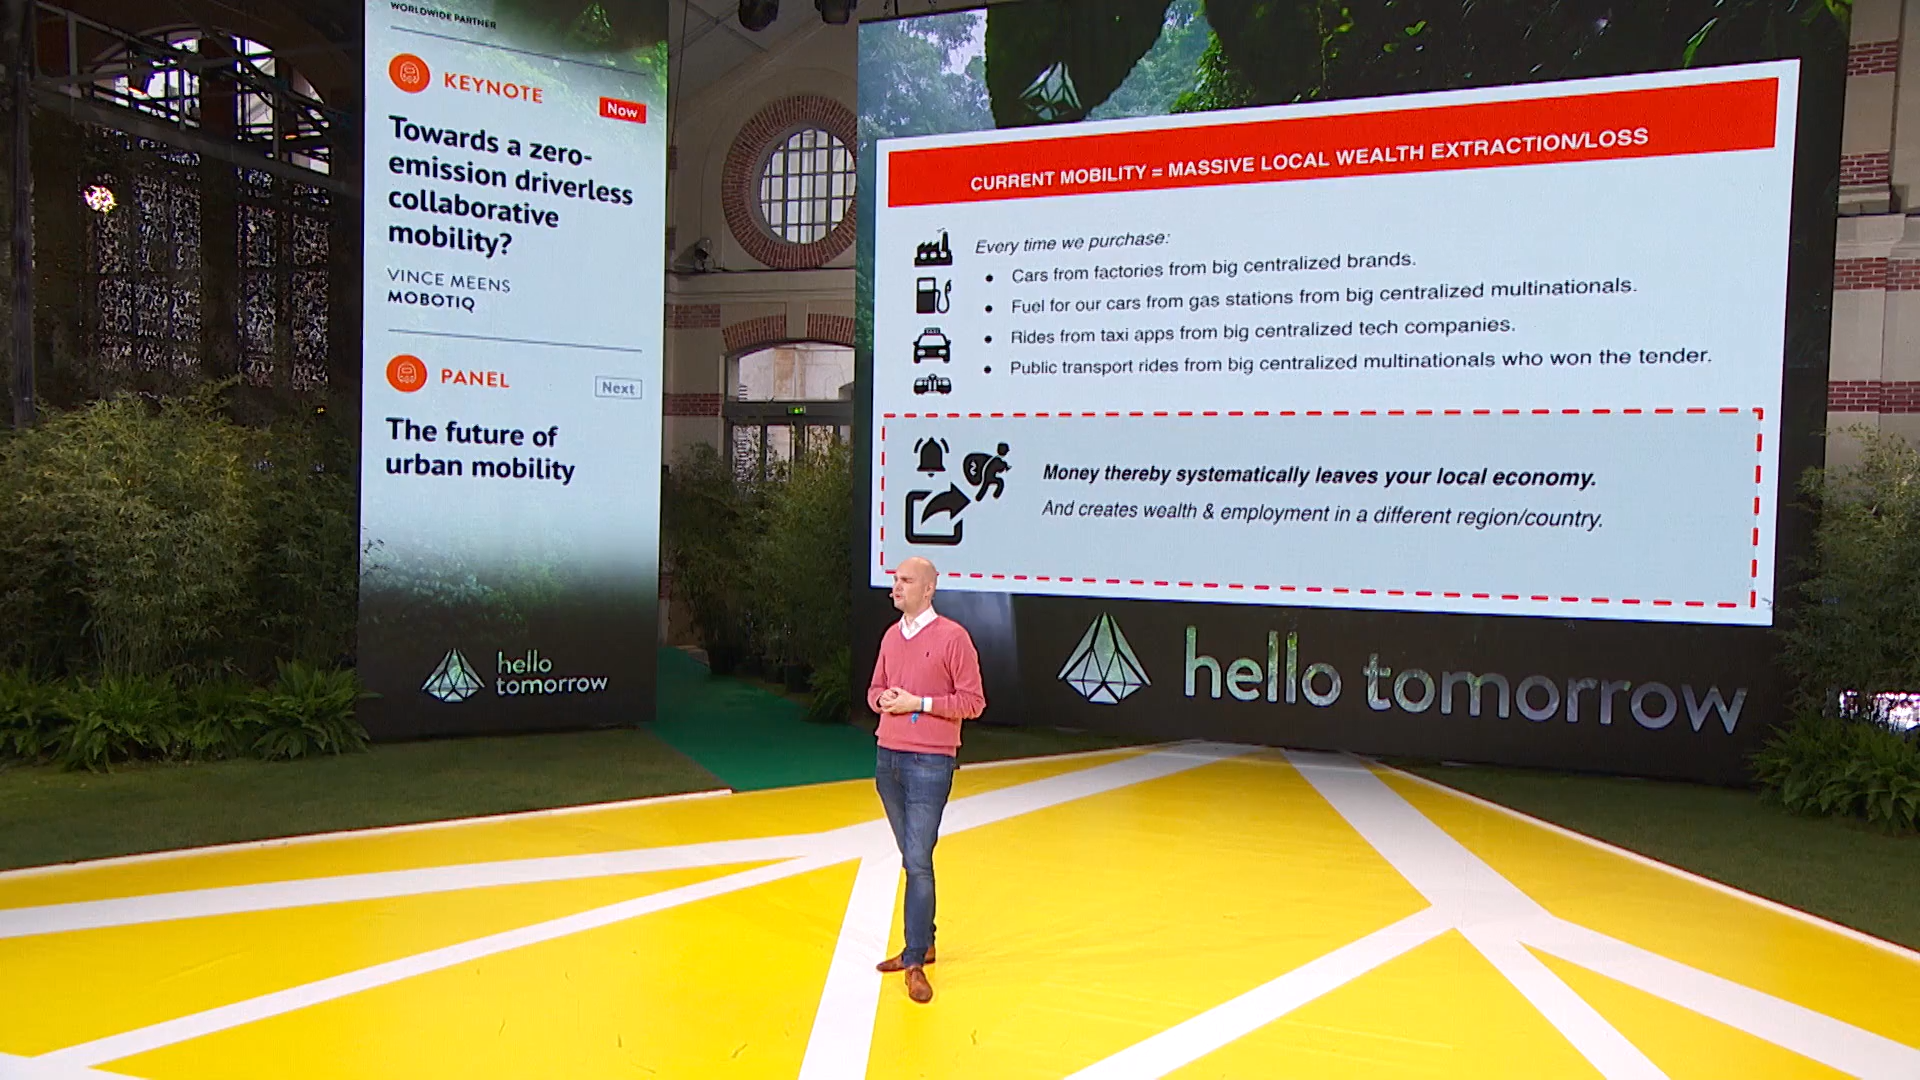 WORLDWIDE PARTNER
KEYNOTE
Now
Towards a zero-
emission driverless
collaborative
mobility?
VINCE MEENS
MOBOTIQ
PANEL
Next
The future of
urban mobility
hello
tomorrow
CURRENT MOBILITY = MASSIVE LOCAL WEALTH EXTRACTION/LOSS
Every time we purchase:
• Cars from factories from big centralized brands.
• Fuel for our cars from gas stations from big centralized multinationals.
• Rides from taxi apps from big centralized tech companies.
• Public transport rides from big centralized multinationals who won the tender.
Money thereby systematically leaves your local economy.
And creates wealth & employment in a different region/country.
hello tomorrow